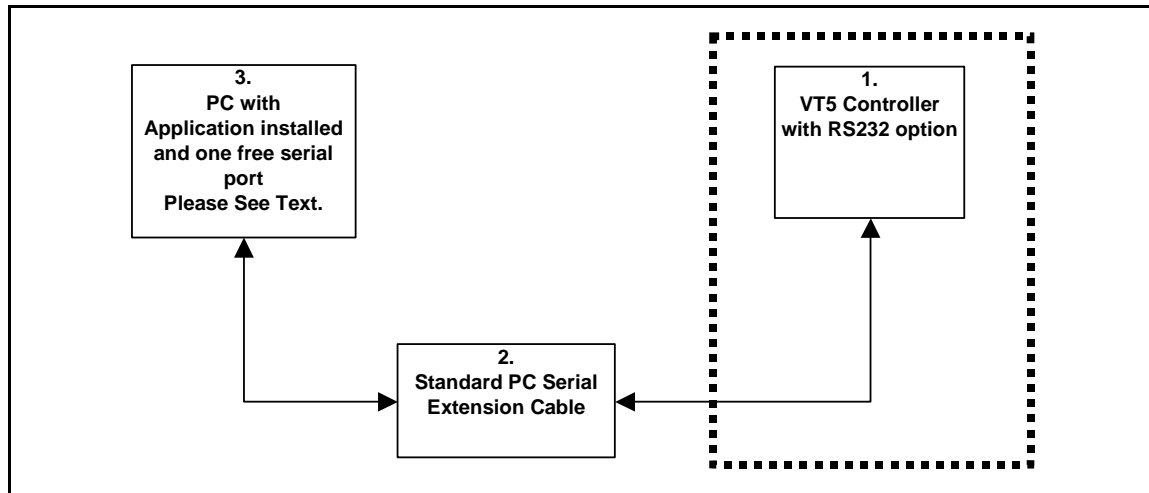 3.
PC with
Application installed
and one free serial
port
Please See Text.
1.
VT5 Controller
with RS232 option
2.
Standard PC Serial
Extension Cable